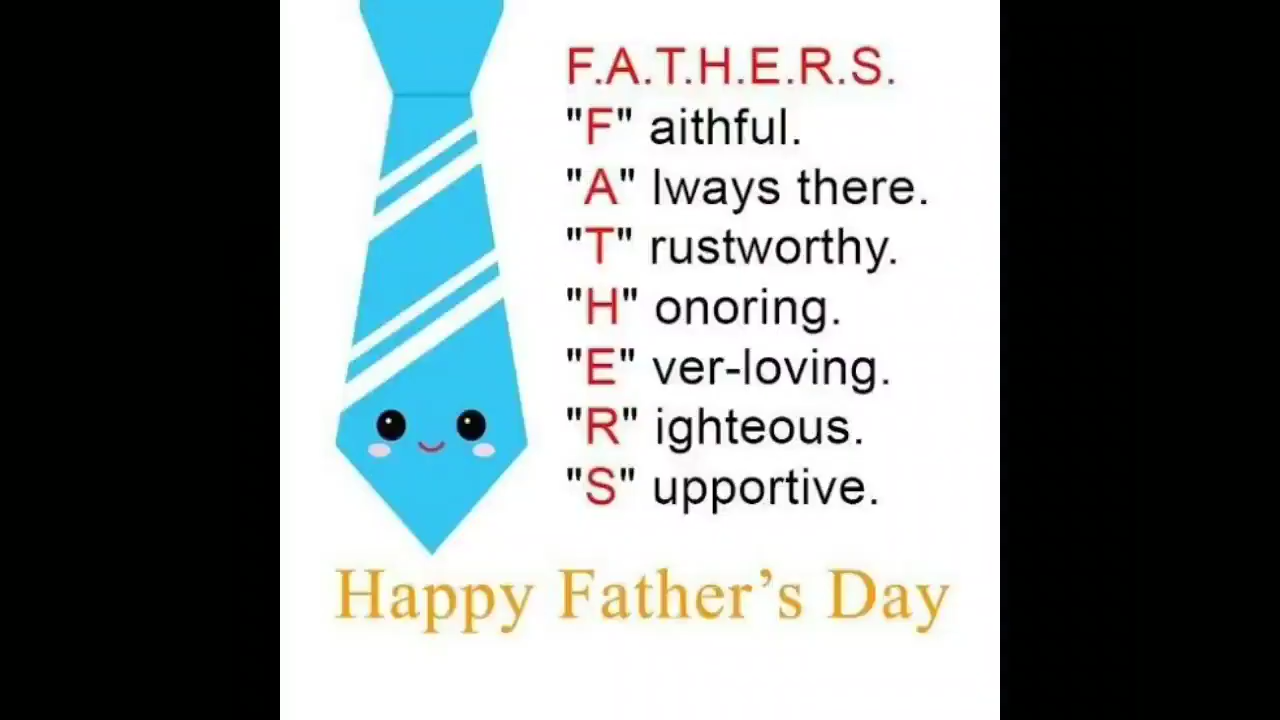 F.A.T.H.E.R.S.
"F" aithful.
"A" lways there.
"T" rustworthy.
"H" onoring.
"E" ver-loving.
"R" ighteous.
"S" upportive.
Happy Father’s Day